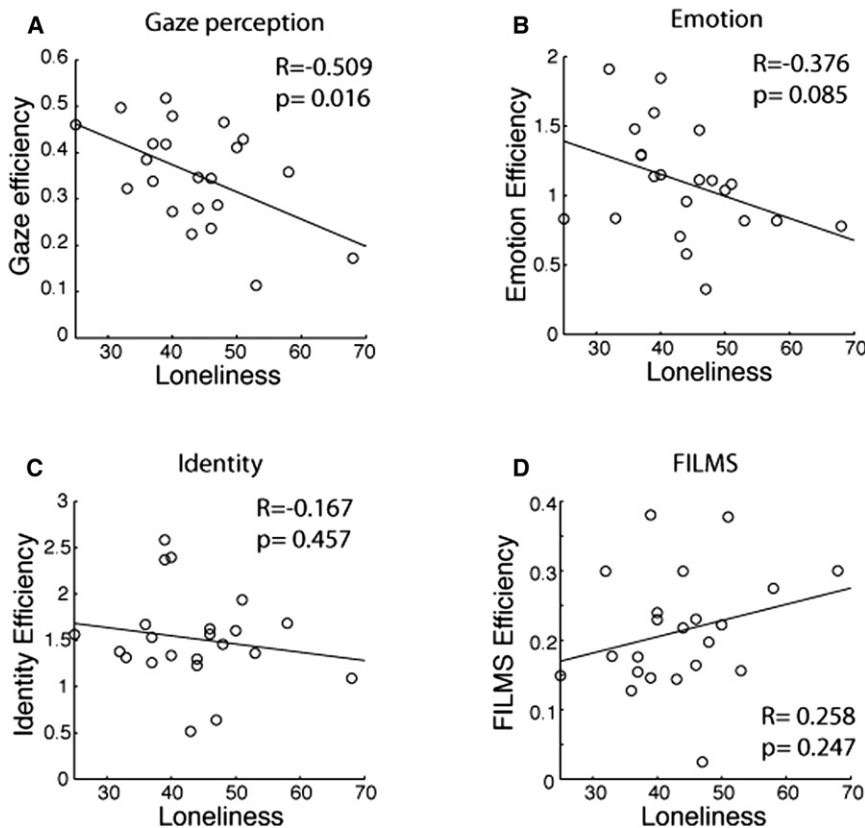 A
Gaze perception
R=-0.509
p= 0.016
Gaze efficiency
0.6
0.5
0.4
0.3
0.2
0.1
0
30 40 50 60 70
Loneliness
B
Emotion
R=-0.376
p= 0.085
Emotion Efficiency
2
1.5
1
0.5
0
30 40 50 60 70
Loneliness
C
Identity
R=-0.167
p= 0.457
Identity Efficiency
3
2.5
2
1.5
1
0.5
0
30 40 50 60 70
Loneliness
D
FILMS
FILMS Efficiency
0.4
0.3
0.2
0.1
0
R= 0.258
p= 0.247
30 40 50 60 70
Loneliness